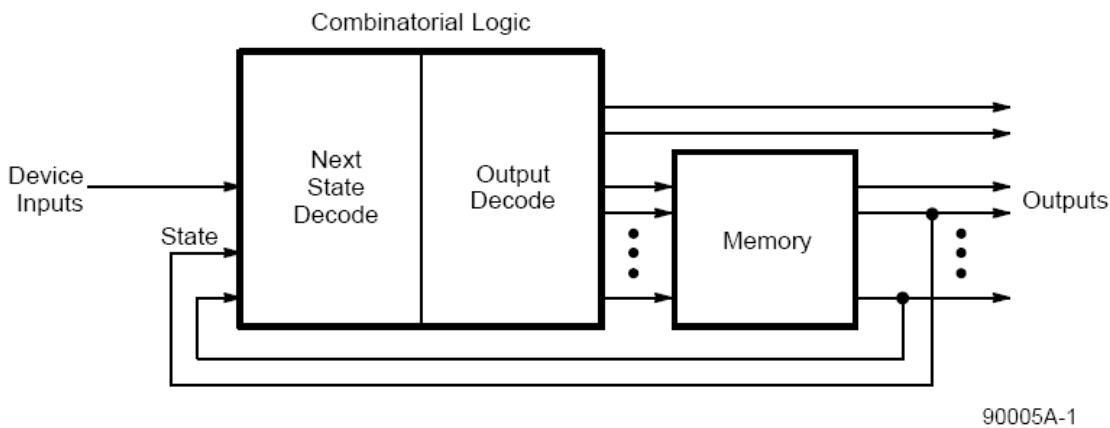 Combinatorial Logic
Device
Inputs
State
Next
State
Decode
Output
Decode
Memory
Outputs
90005A-1